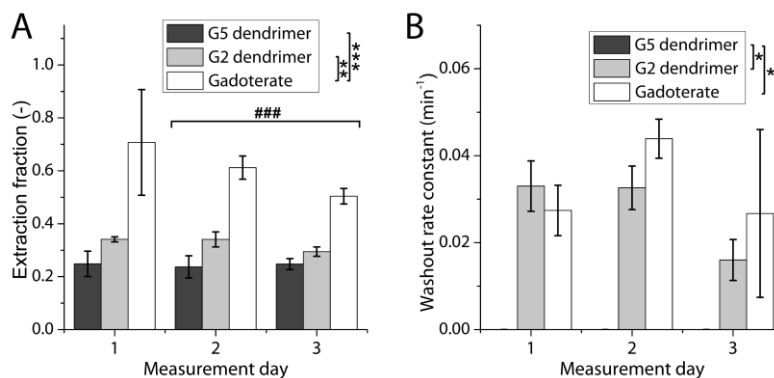 A
G5 dendrimer
G2 dendrimer
Gadoterate
**
***
###
Extraction fraction (-)
1.0
0.8
0.6
0.4
0.2
0.0
1 2 3
Measurement day
B
G5 dendrimer
G2 dendrimer
Gadoterate
*
*
Washout rate constant (min⁻¹)
0.06
0.04
0.02
0.00
1 2 3
Measurement day